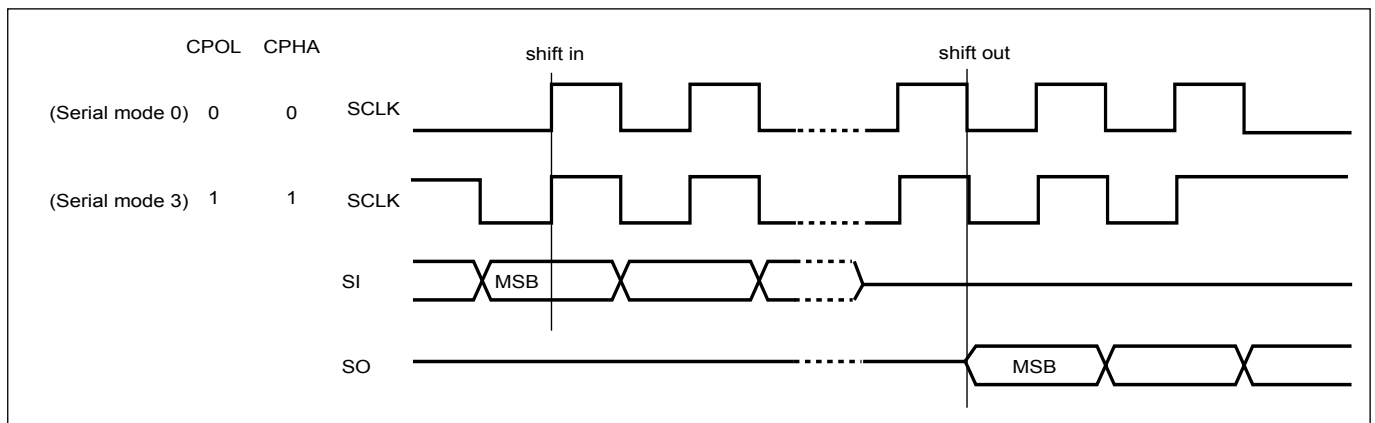 CPOL CPHA shift in shift out
(Serial mode 0) 0 0 SCLK
(Serial mode 3) 1 1 SCLK
SI MSB
SO MSB